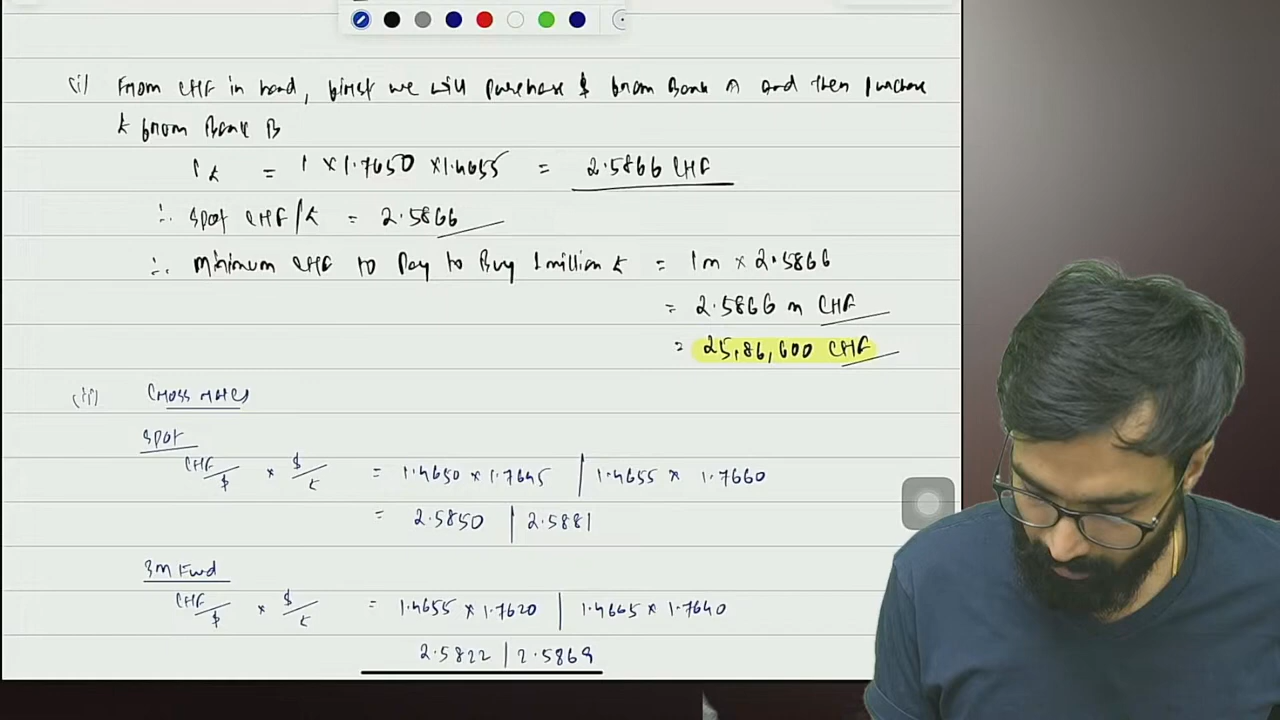 (i) From CHF in hand, first we will purchase $ from Bank A and then purchase
£ from Bank B
1 £ = 1 × 1.7650 × 1.4655 = 2.5866 CHF
∴ Spot CHF/£ = 2.5866
∴ Minimum CHF to Pay to Buy 1 million £ = 1m × 2.5866
= 2.5866 m CHF
= 25,86,600 CHF
(ii) Cross rates
Spot
CHF/$ × $/£ = 1.4650 × 1.7645 | 1.4655 × 1.7660
= 2.5850 | 2.5881
3M Fwd
CHF/$ × $/£ = 1.4655 × 1.7620 | 1.4665 × 1.7640
2.5822 | 2.5869